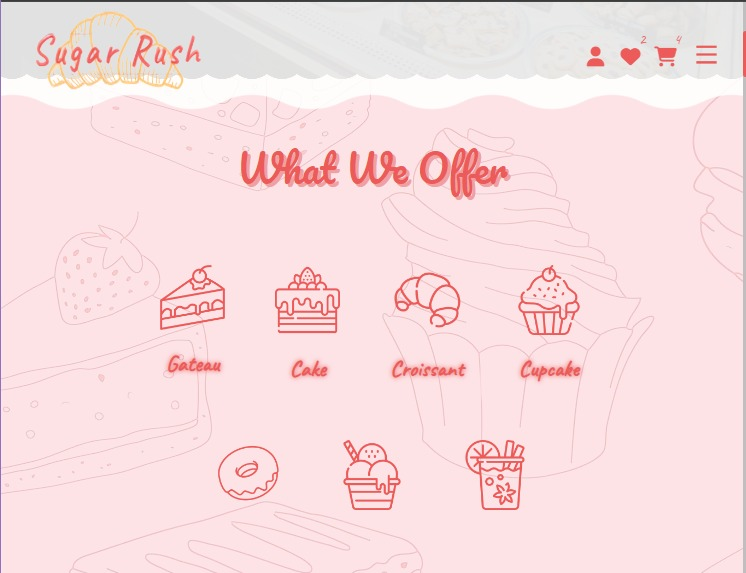 Sugar Rush
2
4
What We Offer
Gateau
Cake
Croissant
Cupcake